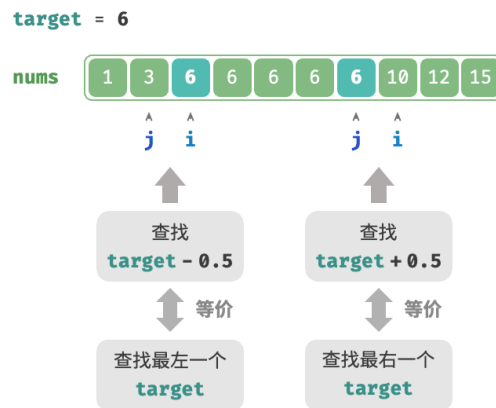 target = 6
nums 1 3 6 6 6 6 6 10 12 15
j i j i
查找 查找
target - 0.5 target + 0.5
等价 等价
查找最左一个 查找最右一个
target target